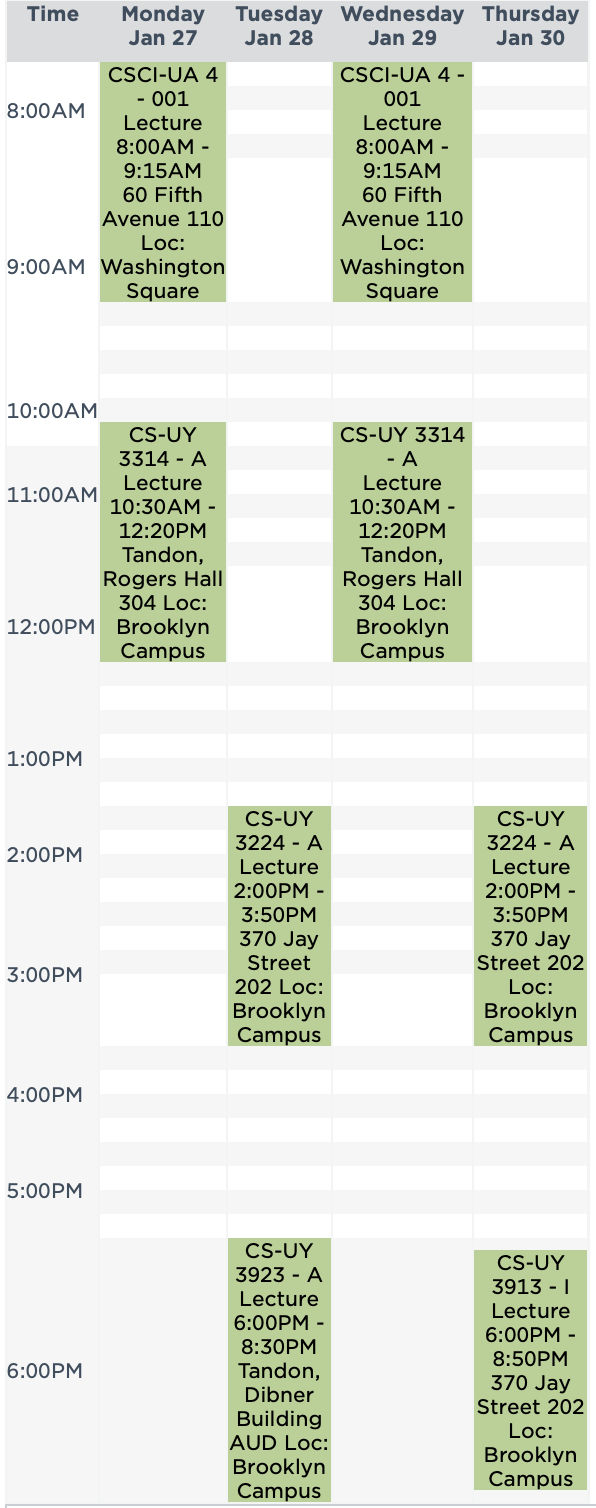 Time
Monday
Jan 27
Tuesday
Jan 28
Wednesday
Jan 29
Thursday
Jan 30
8:00AM
CSCI-UA 4
- 001
Lecture
8:00AM -
9:15AM
60 Fifth
Avenue 110
Loc:
Washington
Square
CSCI-UA 4 -
001
Lecture
8:00AM -
9:15AM
60 Fifth
Avenue 110
Loc:
Washington
Square
9:00AM
10:00AM
CS-UY
3314 - A
Lecture
10:30AM -
12:20PM
Tandon,
Rogers Hall
304 Loc:
Brooklyn
Campus
CS-UY 3314
- A
Lecture
10:30AM -
12:20PM
Tandon,
Rogers Hall
304 Loc:
Brooklyn
Campus
11:00AM
12:00PM
1:00PM
CS-UY
3224 - A
Lecture
2:00PM -
3:50PM
370 Jay
Street
202 Loc:
Brooklyn
Campus
CS-UY
3224 - A
Lecture
2:00PM -
3:50PM
370 Jay
Street 202
Loc:
Brooklyn
Campus
2:00PM
3:00PM
4:00PM
5:00PM
CS-UY
3923 - A
Lecture
6:00PM -
8:30PM
Tandon,
Dibner
Building
AUD Loc:
Brooklyn
Campus
CS-UY
3913 - I
Lecture
6:00PM -
8:50PM
370 Jay
Street 202
Loc:
Brooklyn
Campus
6:00PM